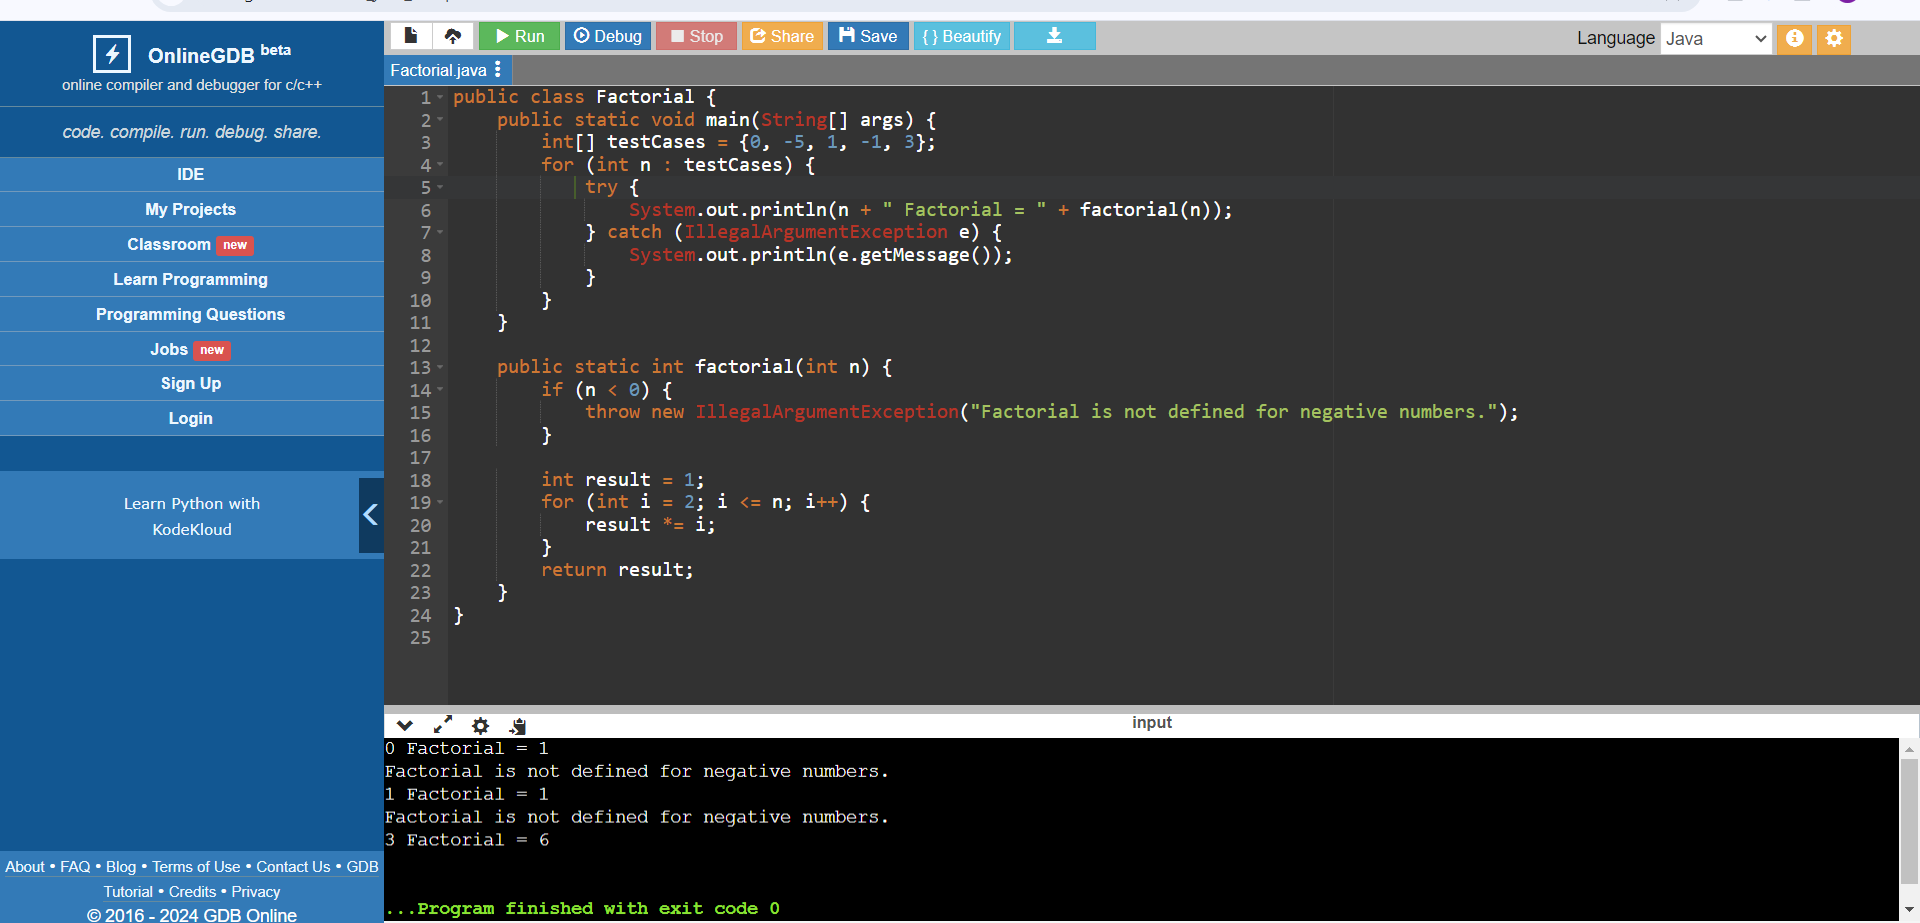 OnlineGDB beta
online compiler and debugger for c/c++
code. compile. run. debug. share.
IDE
My Projects
Classroom new
Learn Programming
Programming Questions
Jobs new
Sign Up
Login
Learn Python with
KodeKloud
About • FAQ • Blog • Terms of Use • Contact Us • GDB
Tutorial • Credits • Privacy
© 2016 - 2024 GDB Online
Run Debug Stop Share Save { } Beautify
Language Java
Factorial.java
1 public class Factorial {
2     public static void main(String[] args) {
3         int[] testCases = {0, -5, 1, -1, 3};
4         for (int n : testCases) {
5             try {
6                 System.out.println(n + " Factorial = " + factorial(n));
7             } catch (IllegalArgumentException e) {
8                 System.out.println(e.getMessage());
9             }
10         }
11     }
12
13     public static int factorial(int n) {
14         if (n < 0) {
15             throw new IllegalArgumentException("Factorial is not defined for negative numbers.");
16         }
17
18         int result = 1;
19         for (int i = 2; i <= n; i++) {
20             result *= i;
21         }
22         return result;
23     }
24 }
25
input
0 Factorial = 1
Factorial is not defined for negative numbers.
1 Factorial = 1
Factorial is not defined for negative numbers.
3 Factorial = 6
...Program finished with exit code 0